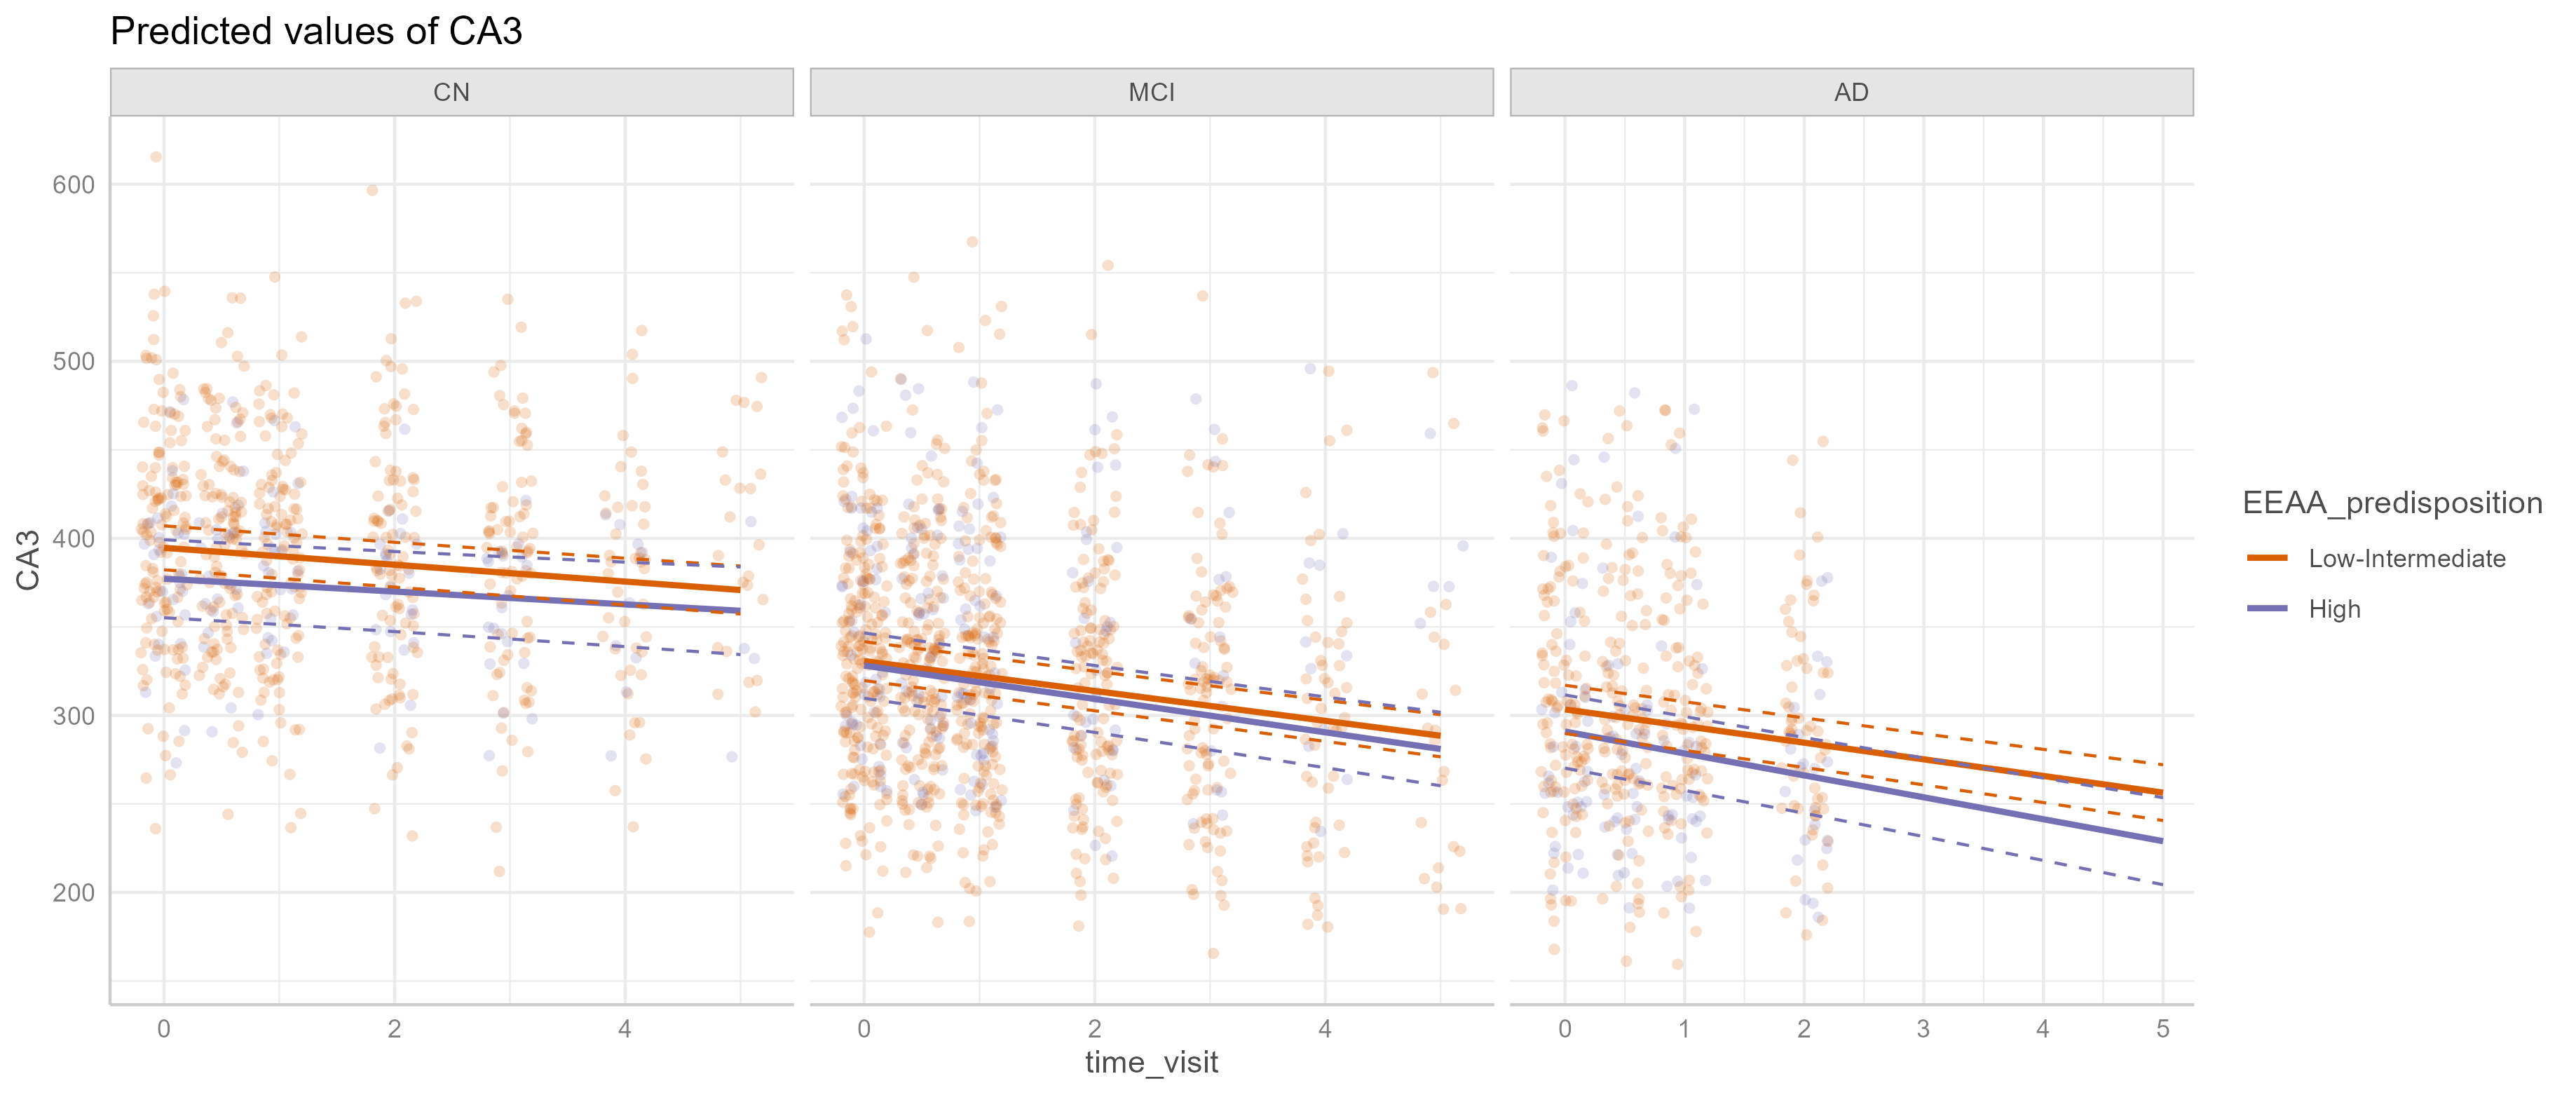 Predicted values of CA3
CN
MCI
AD
600
500
400
300
200
CA3
0
2
4
0
2
4
0
1
2
3
4
5
time_visit
EEAA_predisposition
Low-Intermediate
High